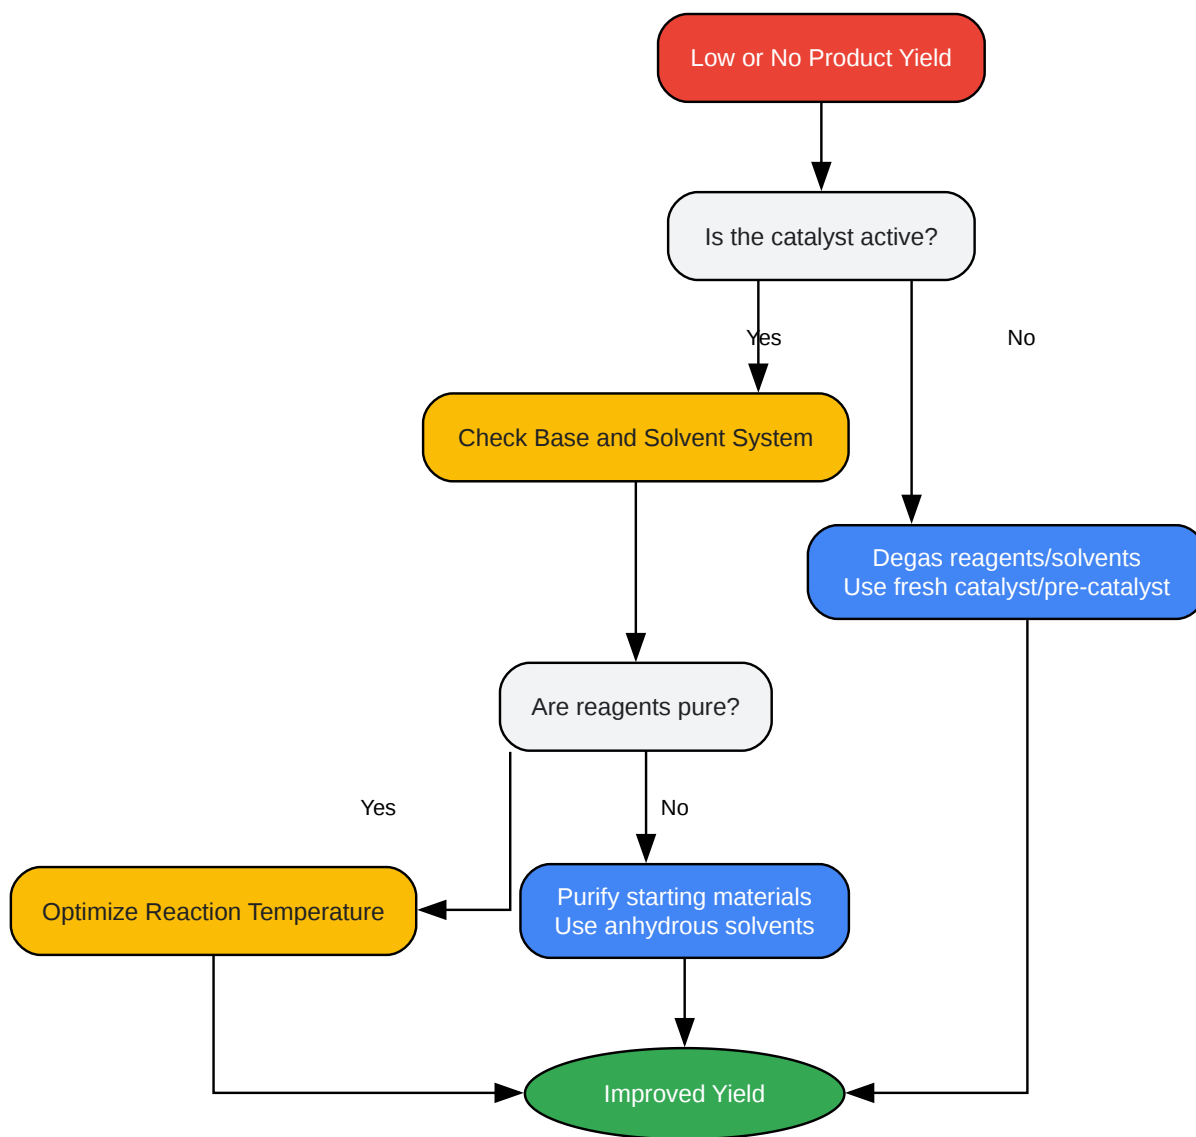 Low or No Product Yield
Is the catalyst active?
Yes
No
Check Base and Solvent System
Degas reagents/solvents
Use fresh catalyst/pre-catalyst
Are reagents pure?
Yes
No
Optimize Reaction Temperature
Purify starting materials
Use anhydrous solvents
Improved Yield